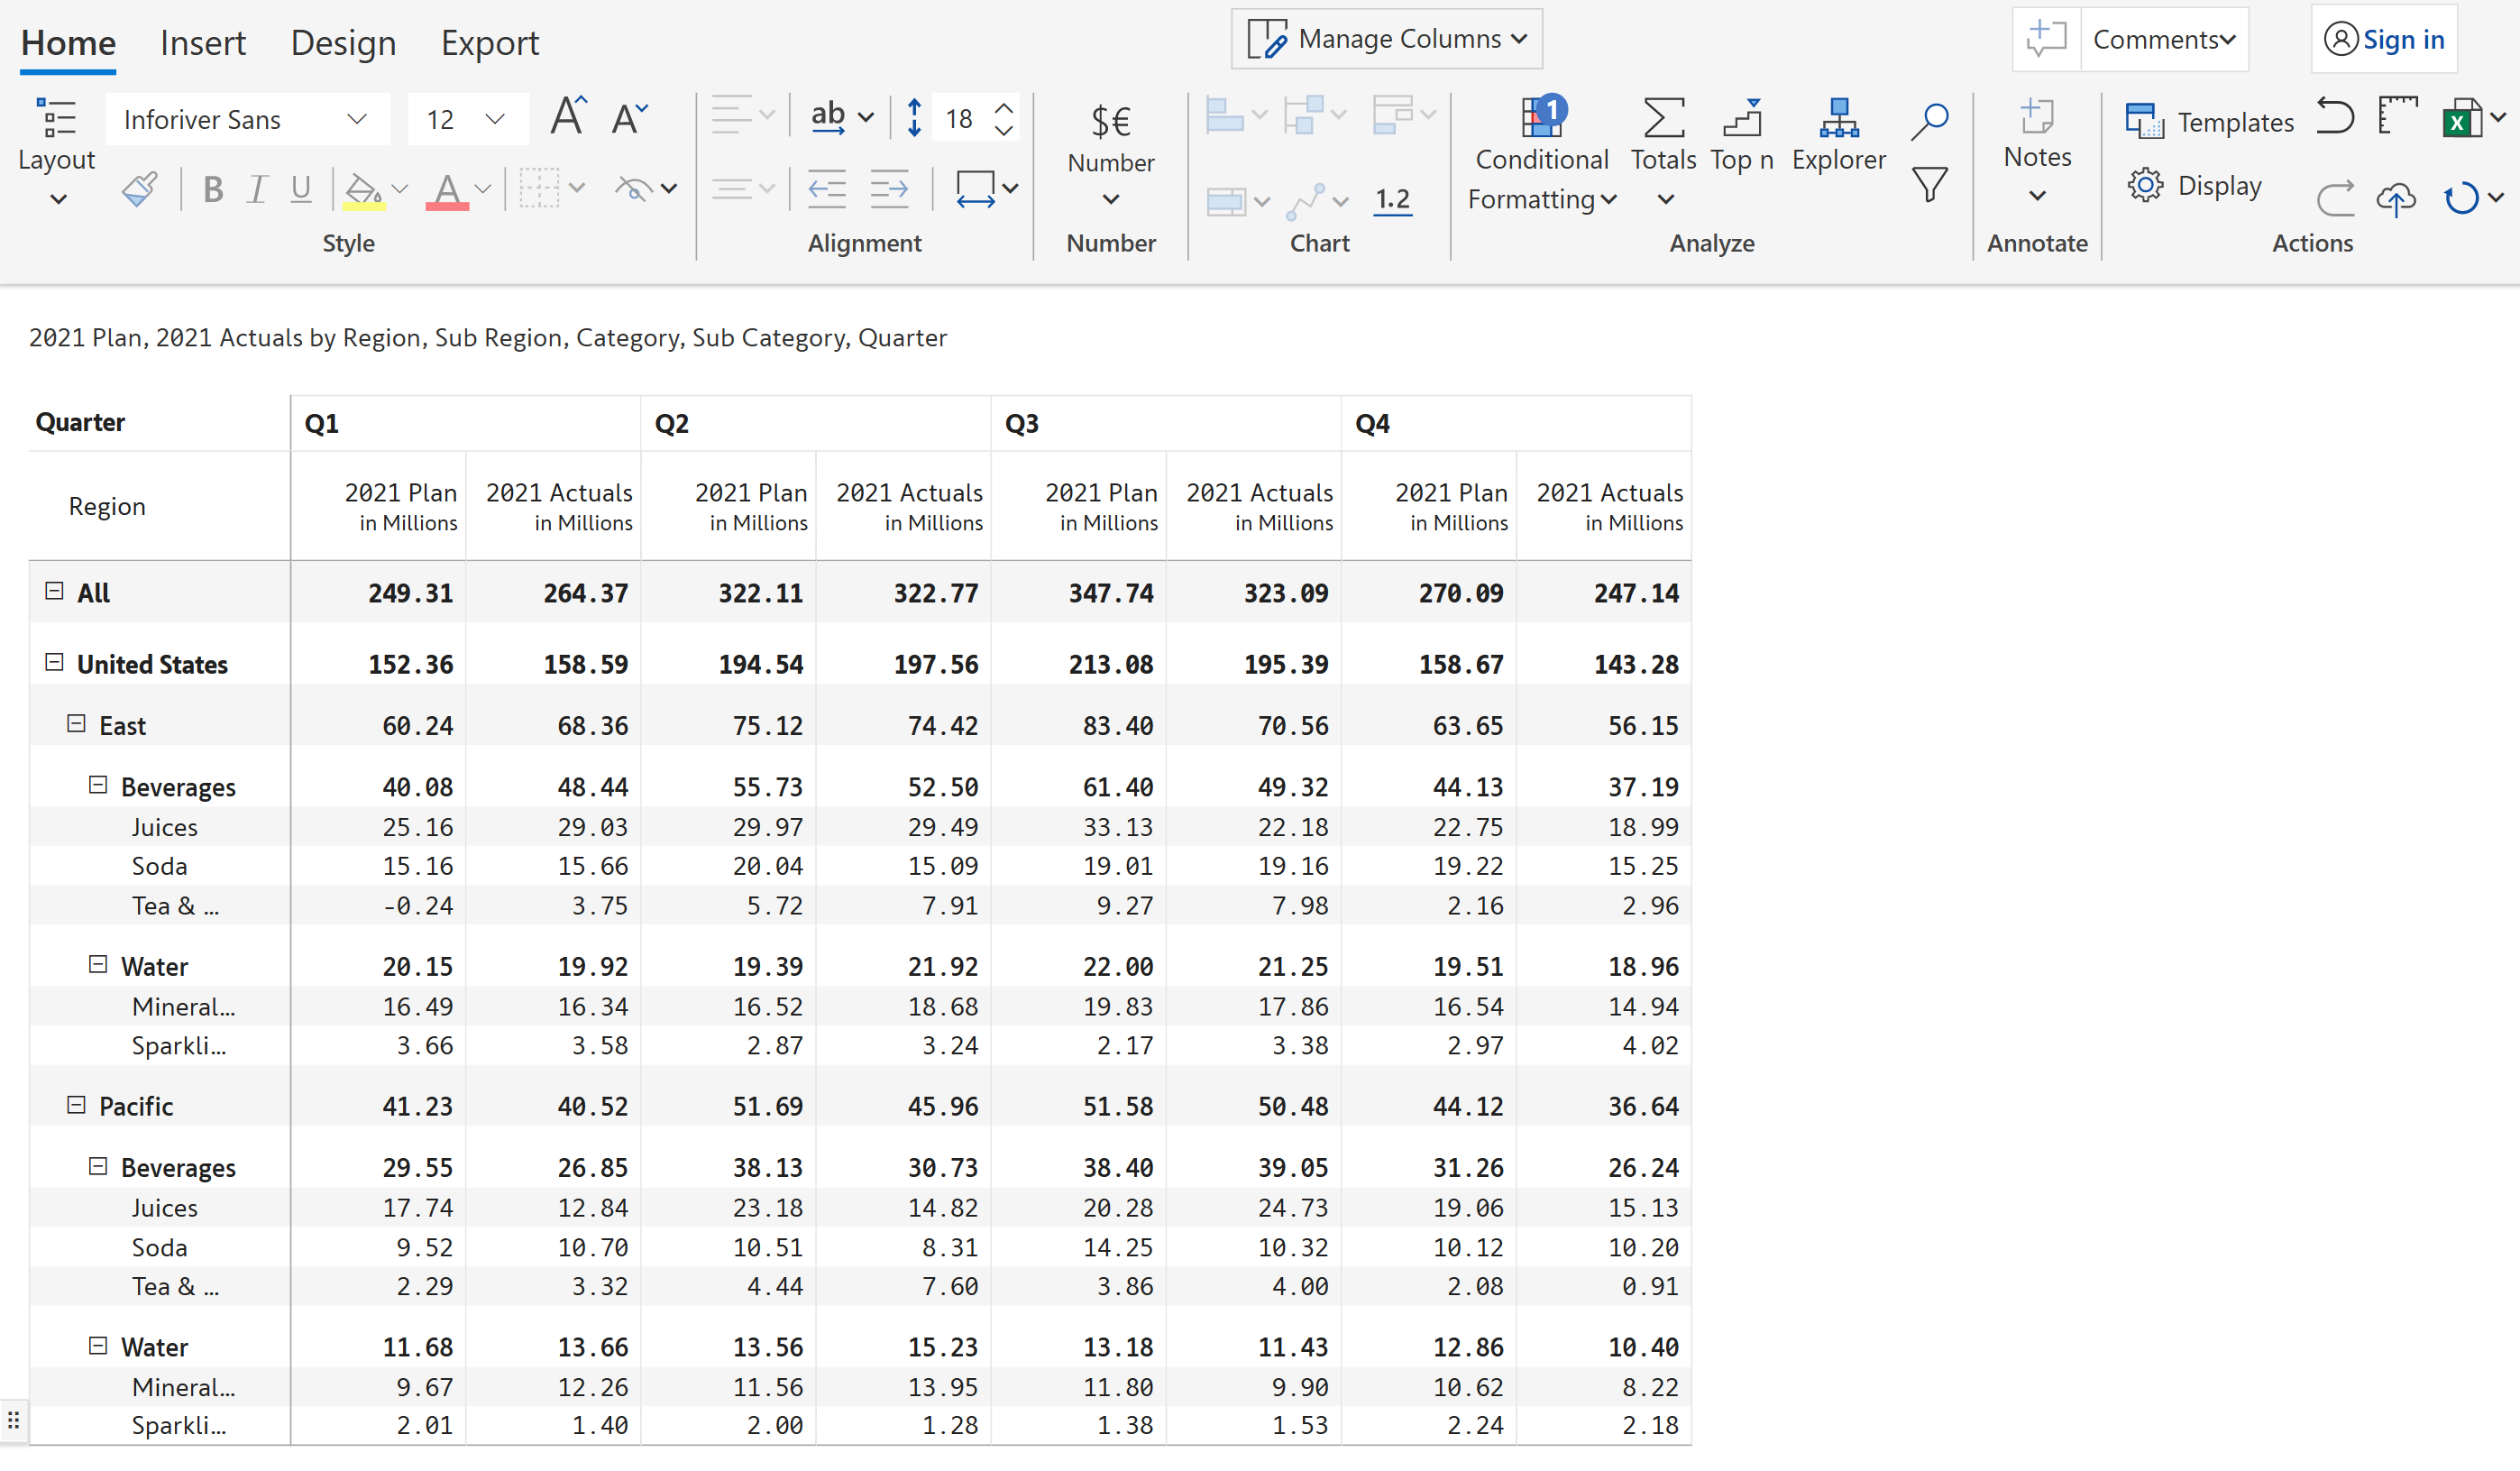 Home Insert Design Export Manage Columns Comments Sign in
Layout Inforiver Sans 12 A A ab 18 $€ Number 1 Conditional Formatting Totals Top n Explorer Notes Templates X
B I U A 1.2 Display
Style Alignment Number Chart Analyze Annotate Actions
2021 Plan, 2021 Actuals by Region, Sub Region, Category, Sub Category, Quarter
Quarter Q1 Q2 Q3 Q4
Region 2021 Plan 2021 Actuals 2021 Plan 2021 Actuals 2021 Plan 2021 Actuals 2021 Plan 2021 Actuals
in Millions in Millions in Millions in Millions in Millions in Millions in Millions in Millions
All 249.31 264.37 322.11 322.77 347.74 323.09 270.09 247.14
United States 152.36 158.59 194.54 197.56 213.08 195.39 158.67 143.28
East 60.24 68.36 75.12 74.42 83.40 70.56 63.65 56.15
Beverages 40.08 48.44 55.73 52.50 61.40 49.32 44.13 37.19
Juices 25.16 29.03 29.97 29.49 33.13 22.18 22.75 18.99
Soda 15.16 15.66 20.04 15.09 19.01 19.16 19.22 15.25
Tea & ... -0.24 3.75 5.72 7.91 9.27 7.98 2.16 2.96
Water 20.15 19.92 19.39 21.92 22.00 21.25 19.51 18.96
Mineral... 16.49 16.34 16.52 18.68 19.83 17.86 16.54 14.94
Sparkli... 3.66 3.58 2.87 3.24 2.17 3.38 2.97 4.02
Pacific 41.23 40.52 51.69 45.96 51.58 50.48 44.12 36.64
Beverages 29.55 26.85 38.13 30.73 38.40 39.05 31.26 26.24
Juices 17.74 12.84 23.18 14.82 20.28 24.73 19.06 15.13
Soda 9.52 10.70 10.51 8.31 14.25 10.32 10.12 10.20
Tea & ... 2.29 3.32 4.44 7.60 3.86 4.00 2.08 0.91
Water 11.68 13.66 13.56 15.23 13.18 11.43 12.86 10.40
Mineral... 9.67 12.26 11.56 13.95 11.80 9.90 10.62 8.22
Sparkli... 2.01 1.40 2.00 1.28 1.38 1.53 2.24 2.18